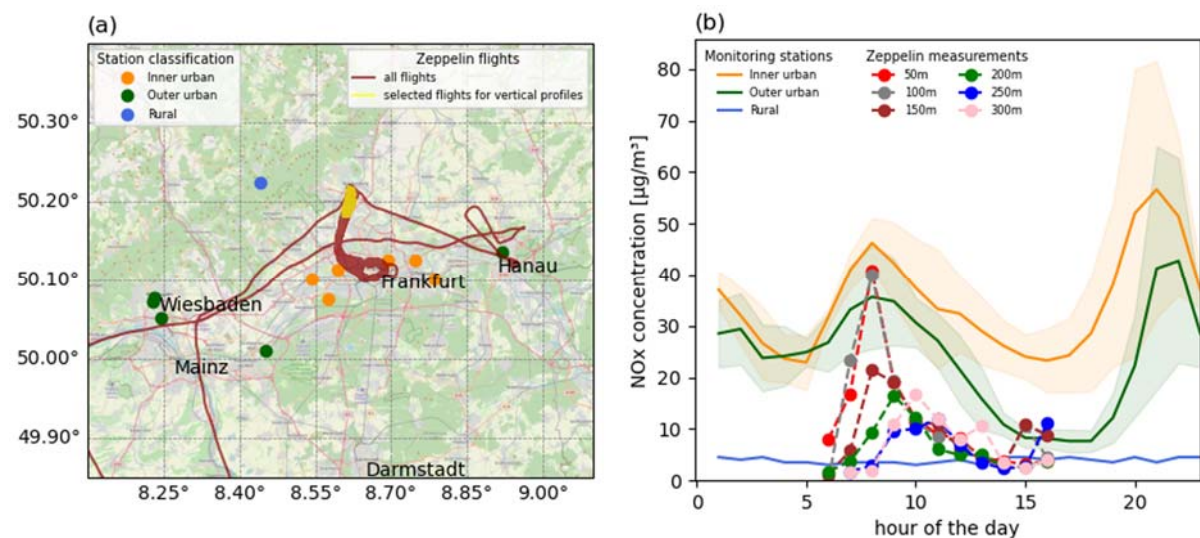 (a)
Station classification
Inner urban
Outer urban
Rural
Zeppelin flights
all flights
selected flights for vertical profiles
50.30°
50.20°
50.10°
50.00°
49.90°
Hanau
Frankfurt
Wiesbaden
Mainz
Darmstadt
8.25° 8.40° 8.55° 8.70° 8.85° 9.00°
(b)
Monitoring stations
Inner urban
Outer urban
Rural
Zeppelin measurements
50m
100m
150m
200m
250m
300m
NOx concentration [µg/m³]
80
70
60
50
40
30
20
10
0
0 5 10 15 20
hour of the day